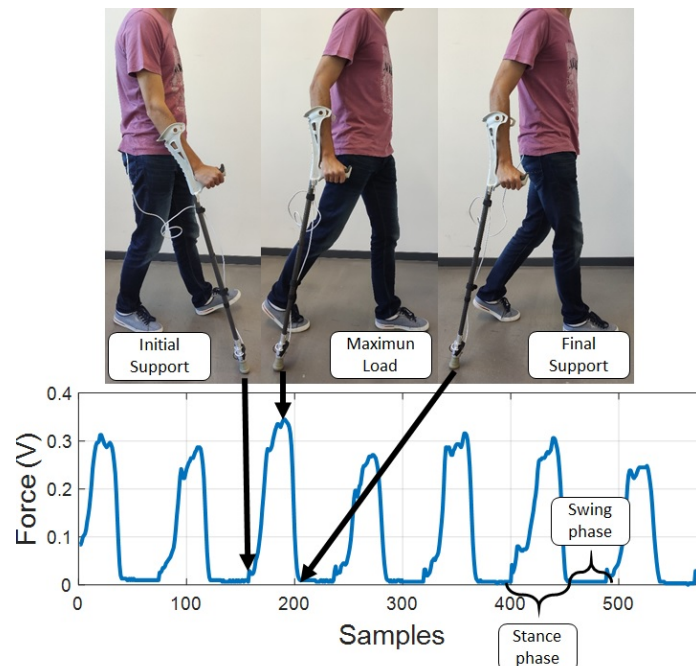 Initial
Support
Maximun
Load
Final
Support
0.4
0.3
0.2
0.1
0
Force (V)
0
100
200
300
400
500
Samples
Swing
phase
Stance
phase